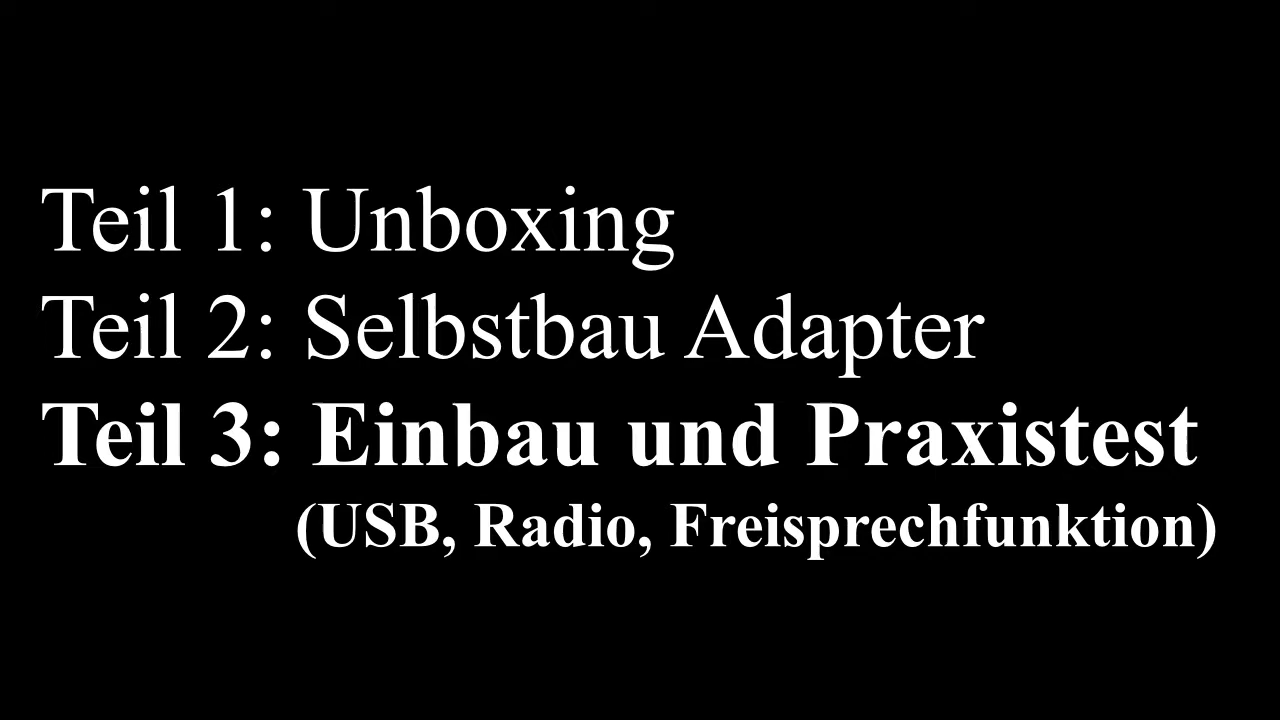 Teil 1: Unboxing
Teil 2: Selbstbau Adapter
Teil 3: Einbau und Praxistest
(USB, Radio, Freisprechfunktion)